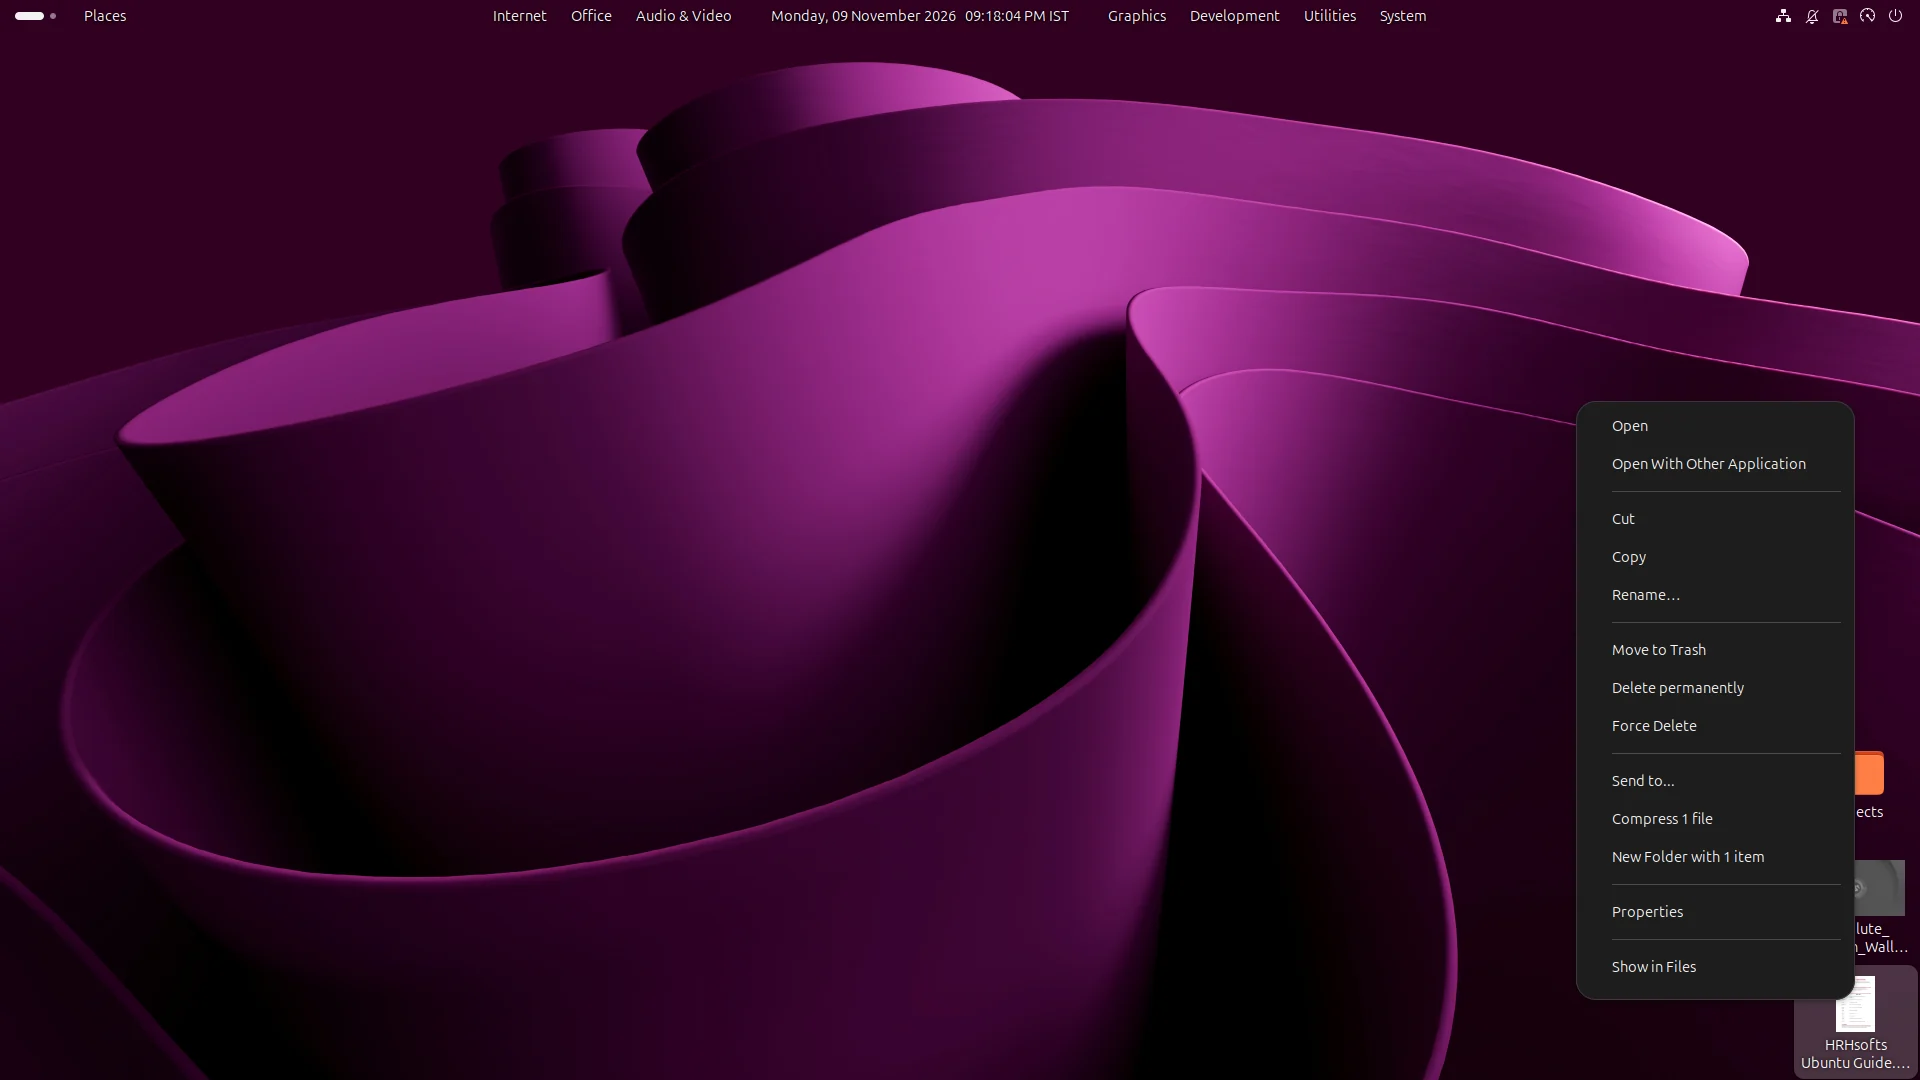 Places
Internet
Office
Audio & Video
Monday, 09 November 2026 09:18:04 PM IST
Graphics
Development
Utilities
System
Open
Open With Other Application
Cut
Copy
Rename…
Move to Trash
Delete permanently
Force Delete
Send to...
Compress 1 file
New Folder with 1 item
Properties
Show in Files
ects
lute_
_Wall…
HRHsofts
Ubuntu Guide.…